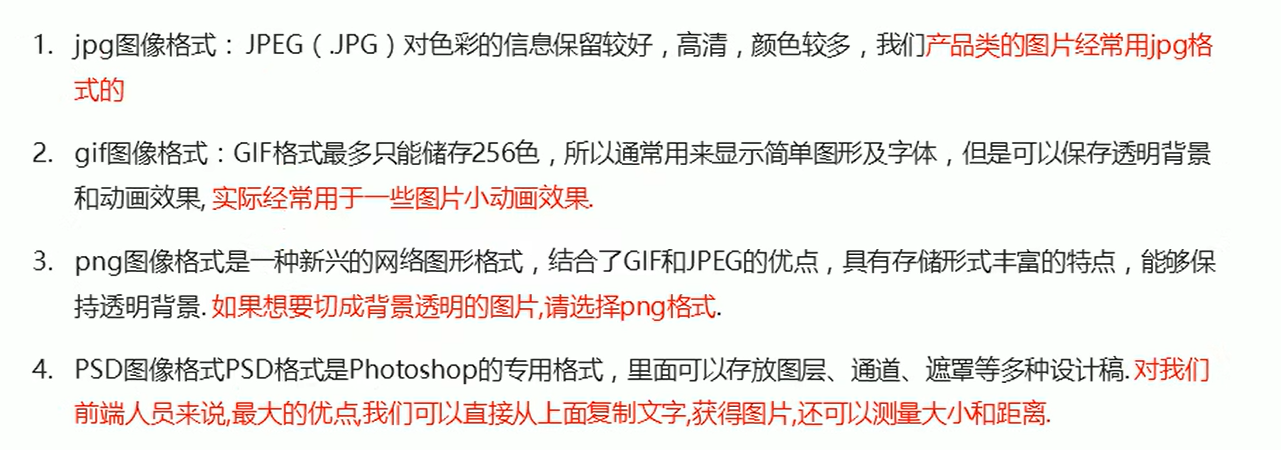 1. jpg图像格式：JPEG（.JPG）对色彩的信息保留较好，高清，颜色较多，我们产品类的图片经常用jpg格
式的
2. gif图像格式：GIF格式最多只能储存256色，所以通常用来显示简单图形及字体，但是可以保存透明背景
和动画效果, 实际经常用于一些图片小动画效果.
3. png图像格式是一种新兴的网络图形格式，结合了GIF和JPEG的优点，具有存储形式丰富的特点，能够保
持透明背景. 如果想要切成背景透明的图片,请选择png格式.
4. PSD图像格式PSD格式是Photoshop的专用格式，里面可以存放图层、通道、遮罩等多种设计稿. 对我们
前端人员来说,最大的优点,我们可以直接从上面复制文字,获得图片,还可以测量大小和距离.